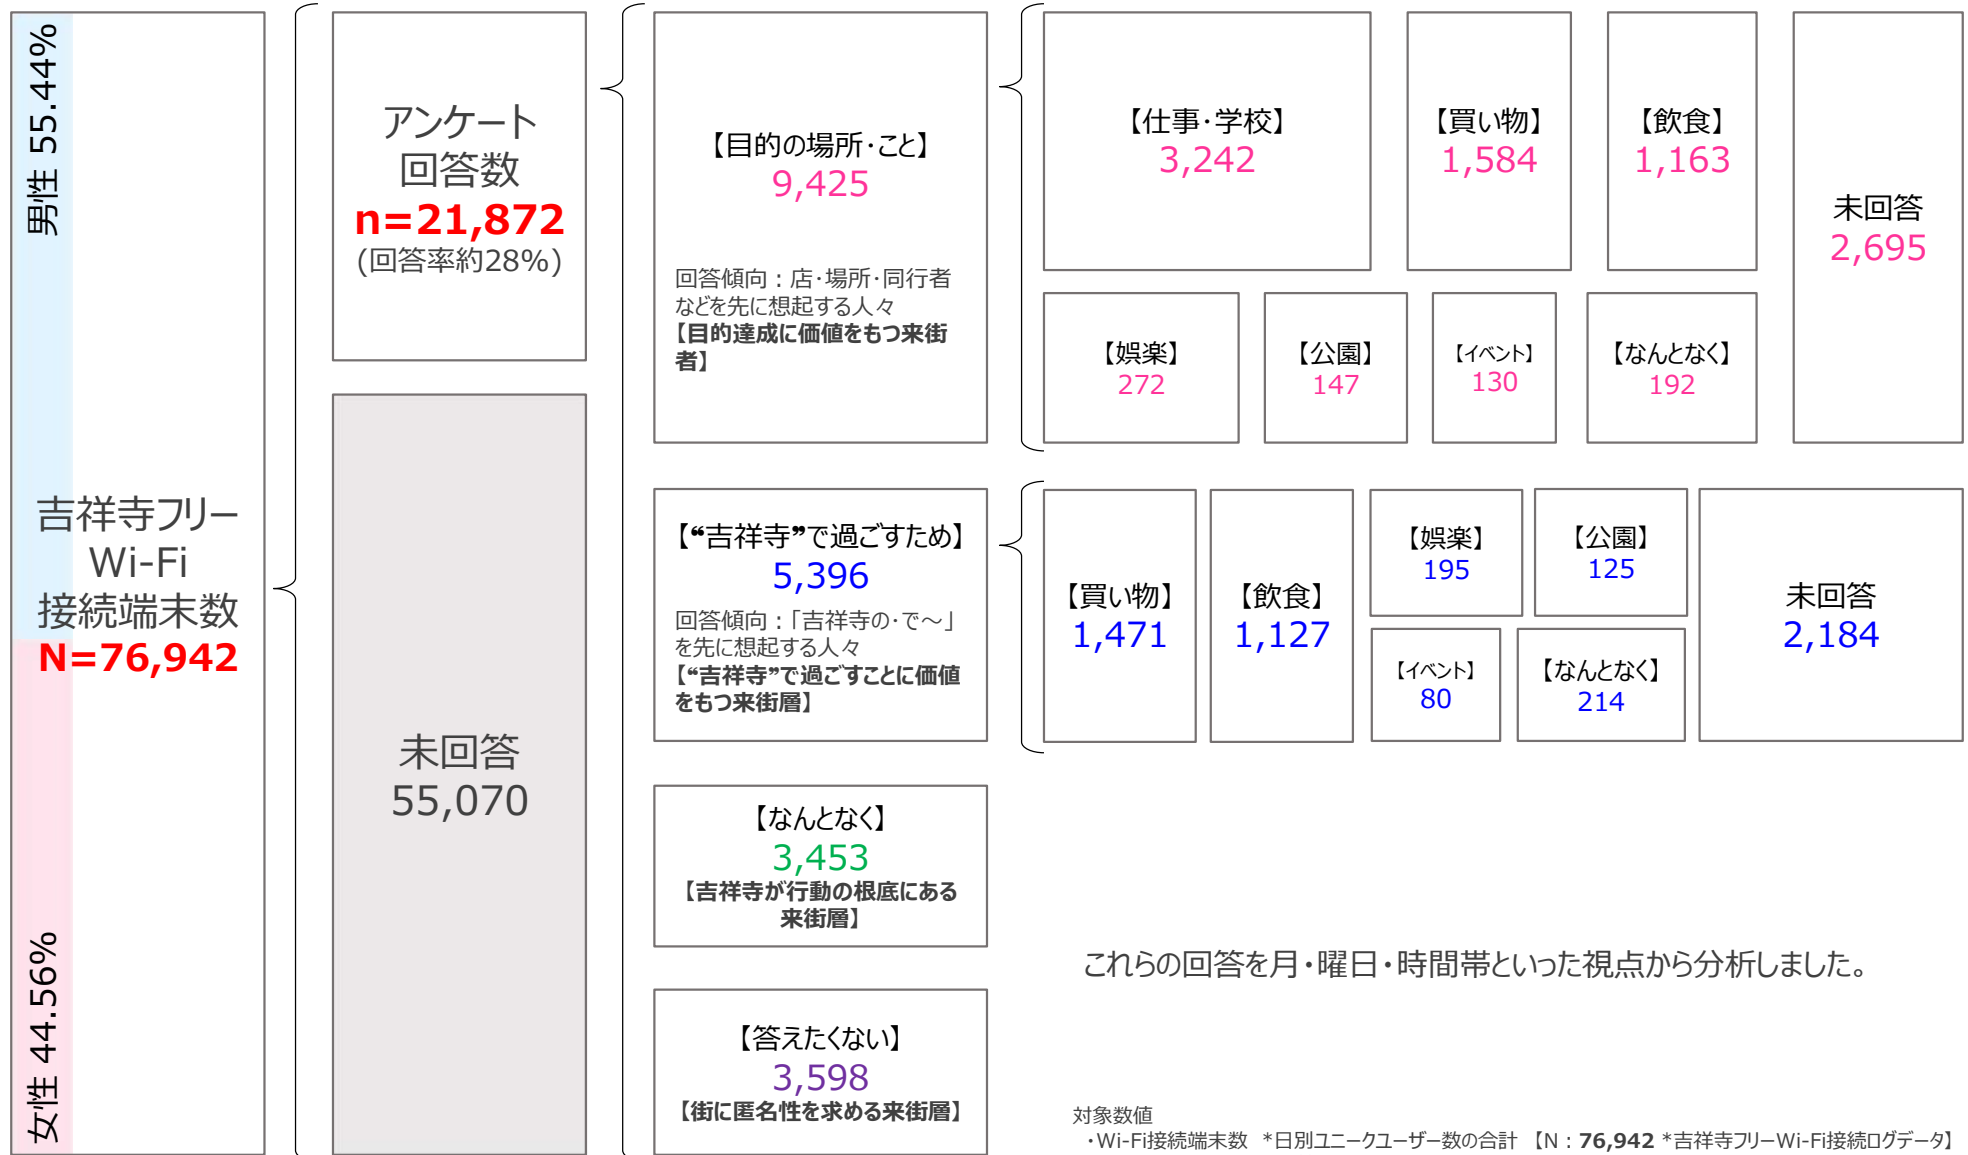 男性 55.44%
女性 44.56%
吉祥寺フリー
Wi-Fi
接続端末数
N=76,942
アンケート
回答数
n=21,872
(回答率約28%)
未回答
55,070
【目的の場所・こと】
9,425
回答傾向：店・場所・同行者
などを先に想起する人々
【目的達成に価値をもつ来街
者】
【仕事・学校】
3,242
【買い物】
1,584
【飲食】
1,163
未回答
2,695
【娯楽】
272
【公園】
147
【イベント】
130
【なんとなく】
192
【❝吉祥寺❞で過ごすため】
5,396
回答傾向：「吉祥寺の・で～」
を先に想起する人々
【❝吉祥寺❞で過ごすことに価値
をもつ来街層】
【買い物】
1,471
【飲食】
1,127
【娯楽】
195
【公園】
125
【イベント】
80
【なんとなく】
214
未回答
2,184
【なんとなく】
3,453
【吉祥寺が行動の根底にある
来街層】
【答えたくない】
3,598
【街に匿名性を求める来街層】
これらの回答を月・曜日・時間帯といった視点から分析しました。
対象数値
・Wi-Fi接続端末数 *日別ユニークユーザー数の合計 【N：76,942 *吉祥寺フリーWi-Fi接続ログデータ】